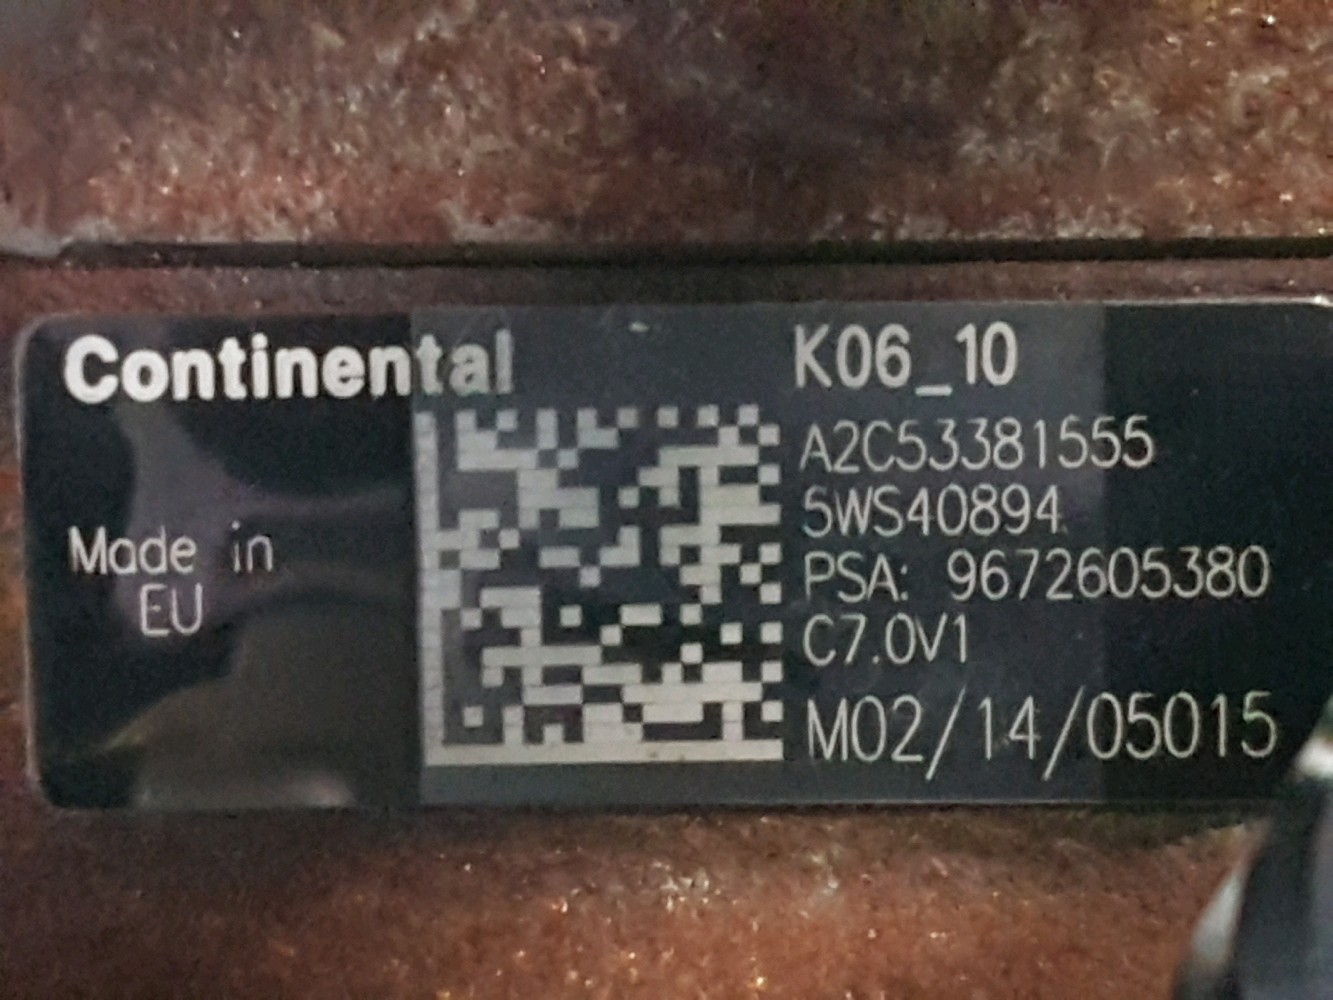 Continental
Made in
EU
K06_10
A2C53381555
5WS40894
PSA: 9672605380
C7.0V1
M02/14/05015